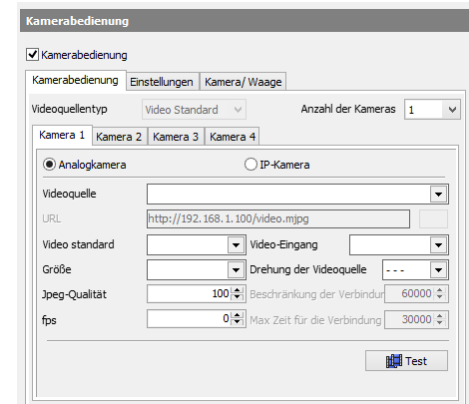 Kamerabedienung
Kamerabedienung
Kamerabedienung Einstellungen Kamera/ Waage
Videoquellentyp Video Standard Anzahl der Kameras 1
Kamera 1 Kamera 2 Kamera 3 Kamera 4
Analogkamera IP-Kamera
Videoquelle
URL http://192.168.1.100/video.mjpg
Video standard Video-Eingang
Größe Drehung der Videoquelle ---
Jpeg-Qualität 100 Beschränkung der Verbindur 60000
fps 0 Max Zeit für die Verbindung 30000
Test